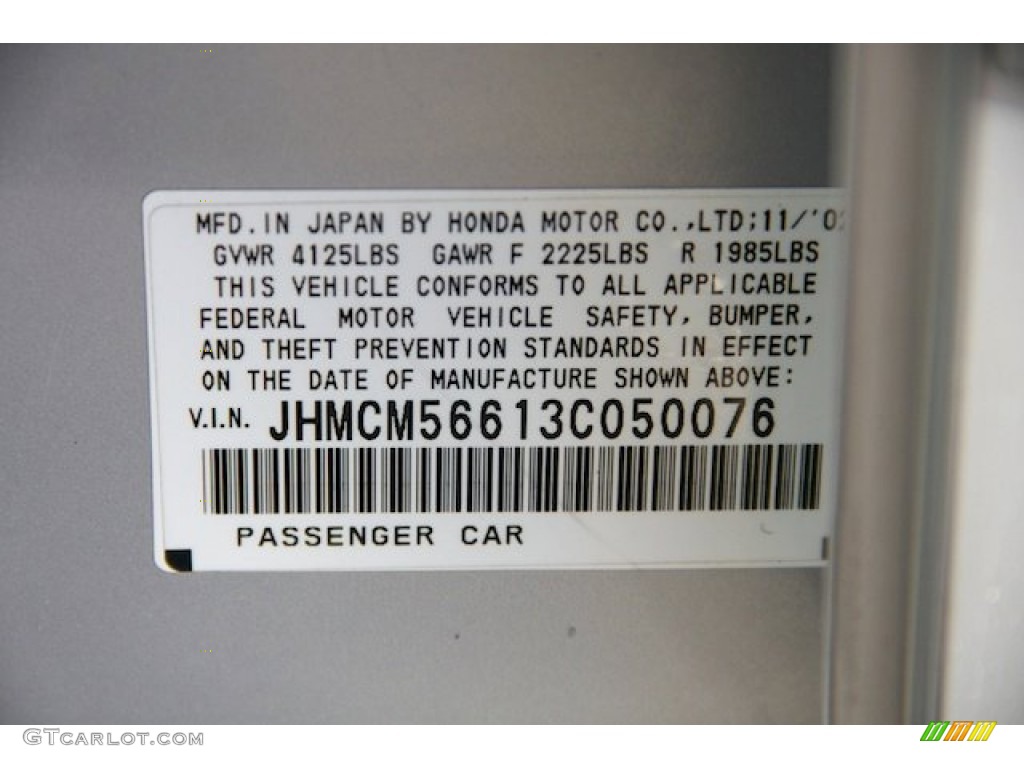 MFD. IN JAPAN BY HONDA MOTOR CO.,LTD;11/'0
GVWR 4125LBS GAWR F 2225LBS R 1985LBS
THIS VEHICLE CONFORMS TO ALL APPLICABLE
FEDERAL MOTOR VEHICLE SAFETY, BUMPER,
AND THEFT PREVENTION STANDARDS IN EFFECT
ON THE DATE OF MANUFACTURE SHOWN ABOVE:
V.I.N. JHMCM56613C050076
PASSENGER CAR
GTCARLOT.COM